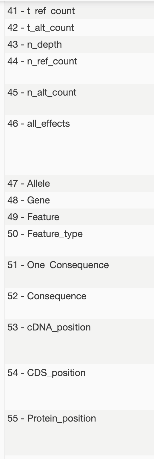 41 - t_ref_count
42 - t_alt_count
43 - n_depth
44 - n_ref_count
45 - n_alt_count
46 - all_effects
47 - Allele
48 - Gene
49 - Feature
50 - Feature_type
51 - One_Consequence
52 - Consequence
53 - cDNA_position
54 - CDS_position
55 - Protein_position